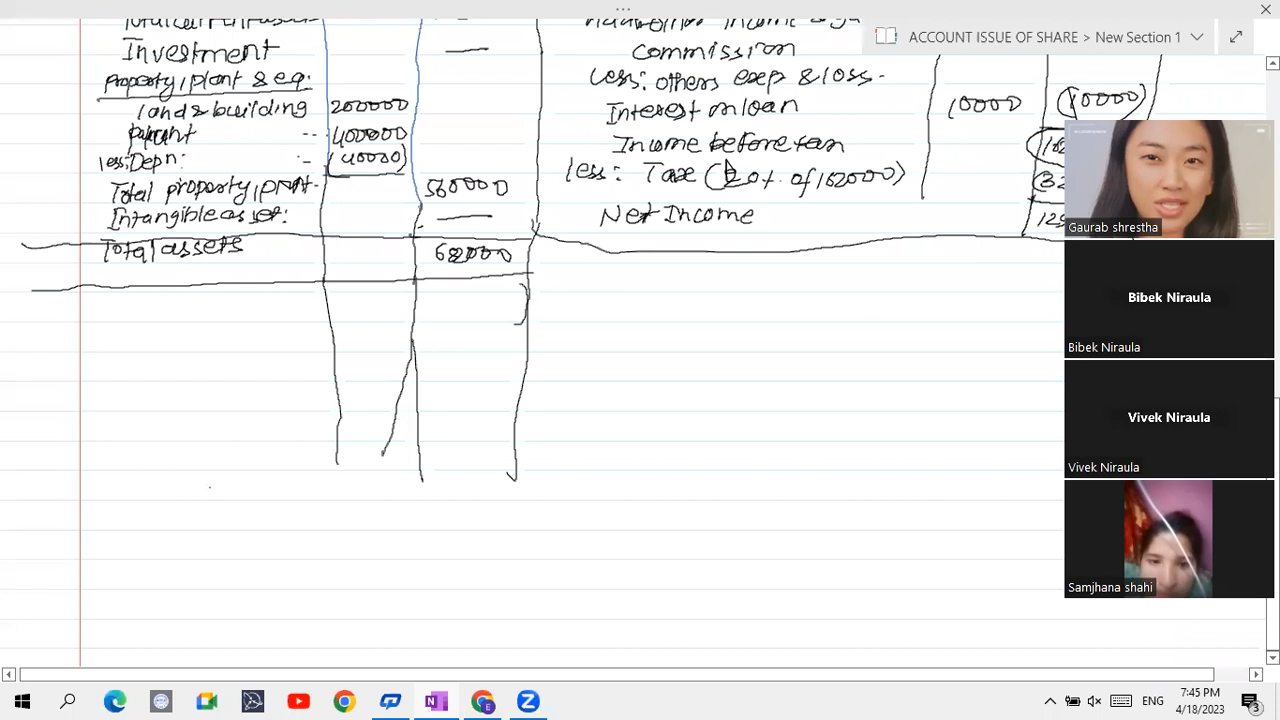 ACCOUNT ISSUE OF SHARE > New Section 1
Investment
commission
Property, plant & eq:
less: others exp & loss
land & building 200000
Interest on loan 10000 (10000)
400000
Income before tax
less: Depn: (40000)
less: Tax (20%. of 162000)
Total property, plant. 560000
Intangible asset:
Net Income
Total assets
Gaurab shrestha
Bibek Niraula
Bibek Niraula
Vivek Niraula
Vivek Niraula
Samjhana shahi
ENG
7:45 PM
4/18/2023
3